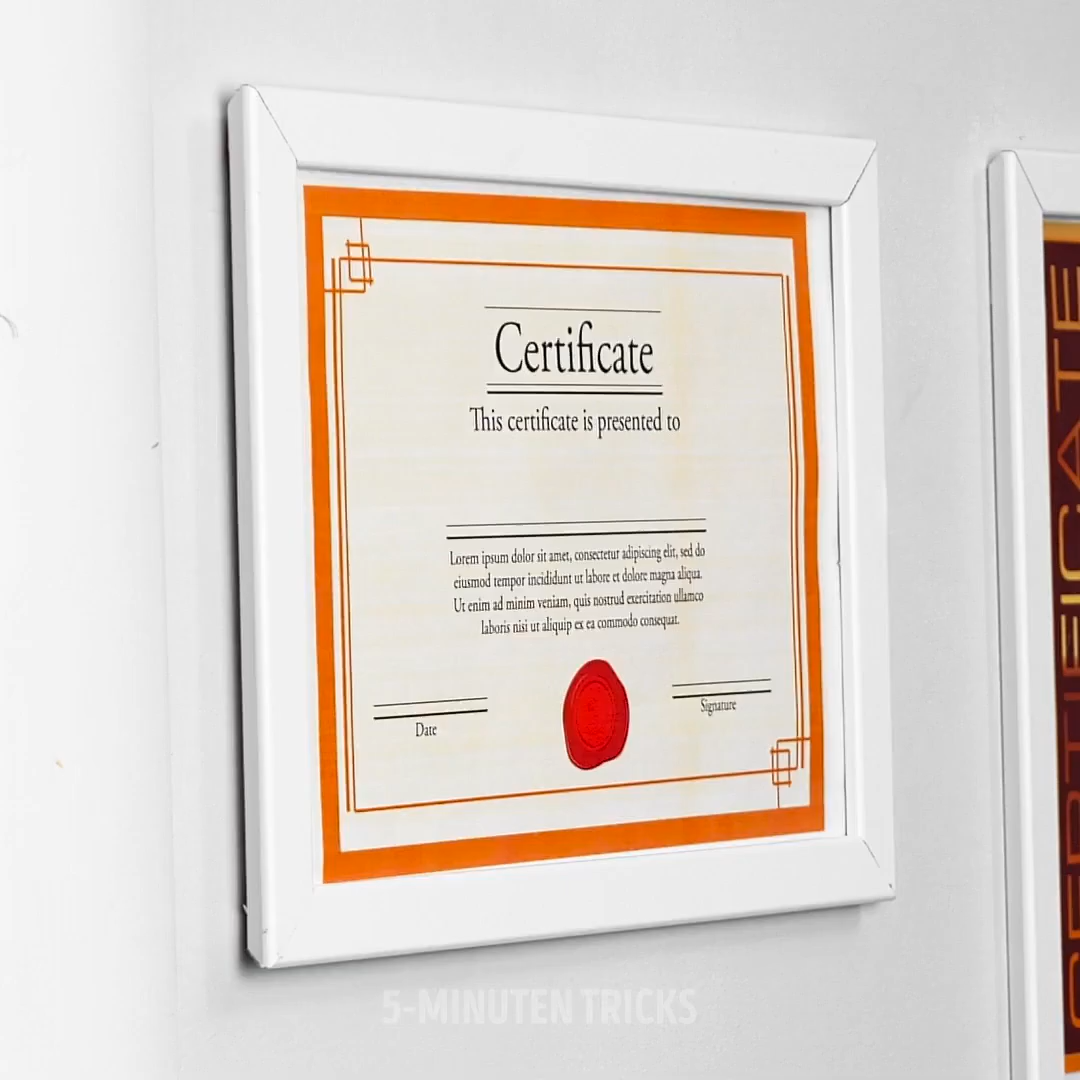 Certificate
This certificate is presented to
Lorem ipsum dolor sit amet, consectetur adipiscing elit, sed do
eiusmod tempor incididunt ut labore et dolore magna aliqua.
Ut enim ad minim veniam, quis nostrud exercitation ullamco
laboris nisi ut aliquip ex ea commodo consequat.
Date
Signature
CERTIFICATE
5-MINUTEN TRICKS